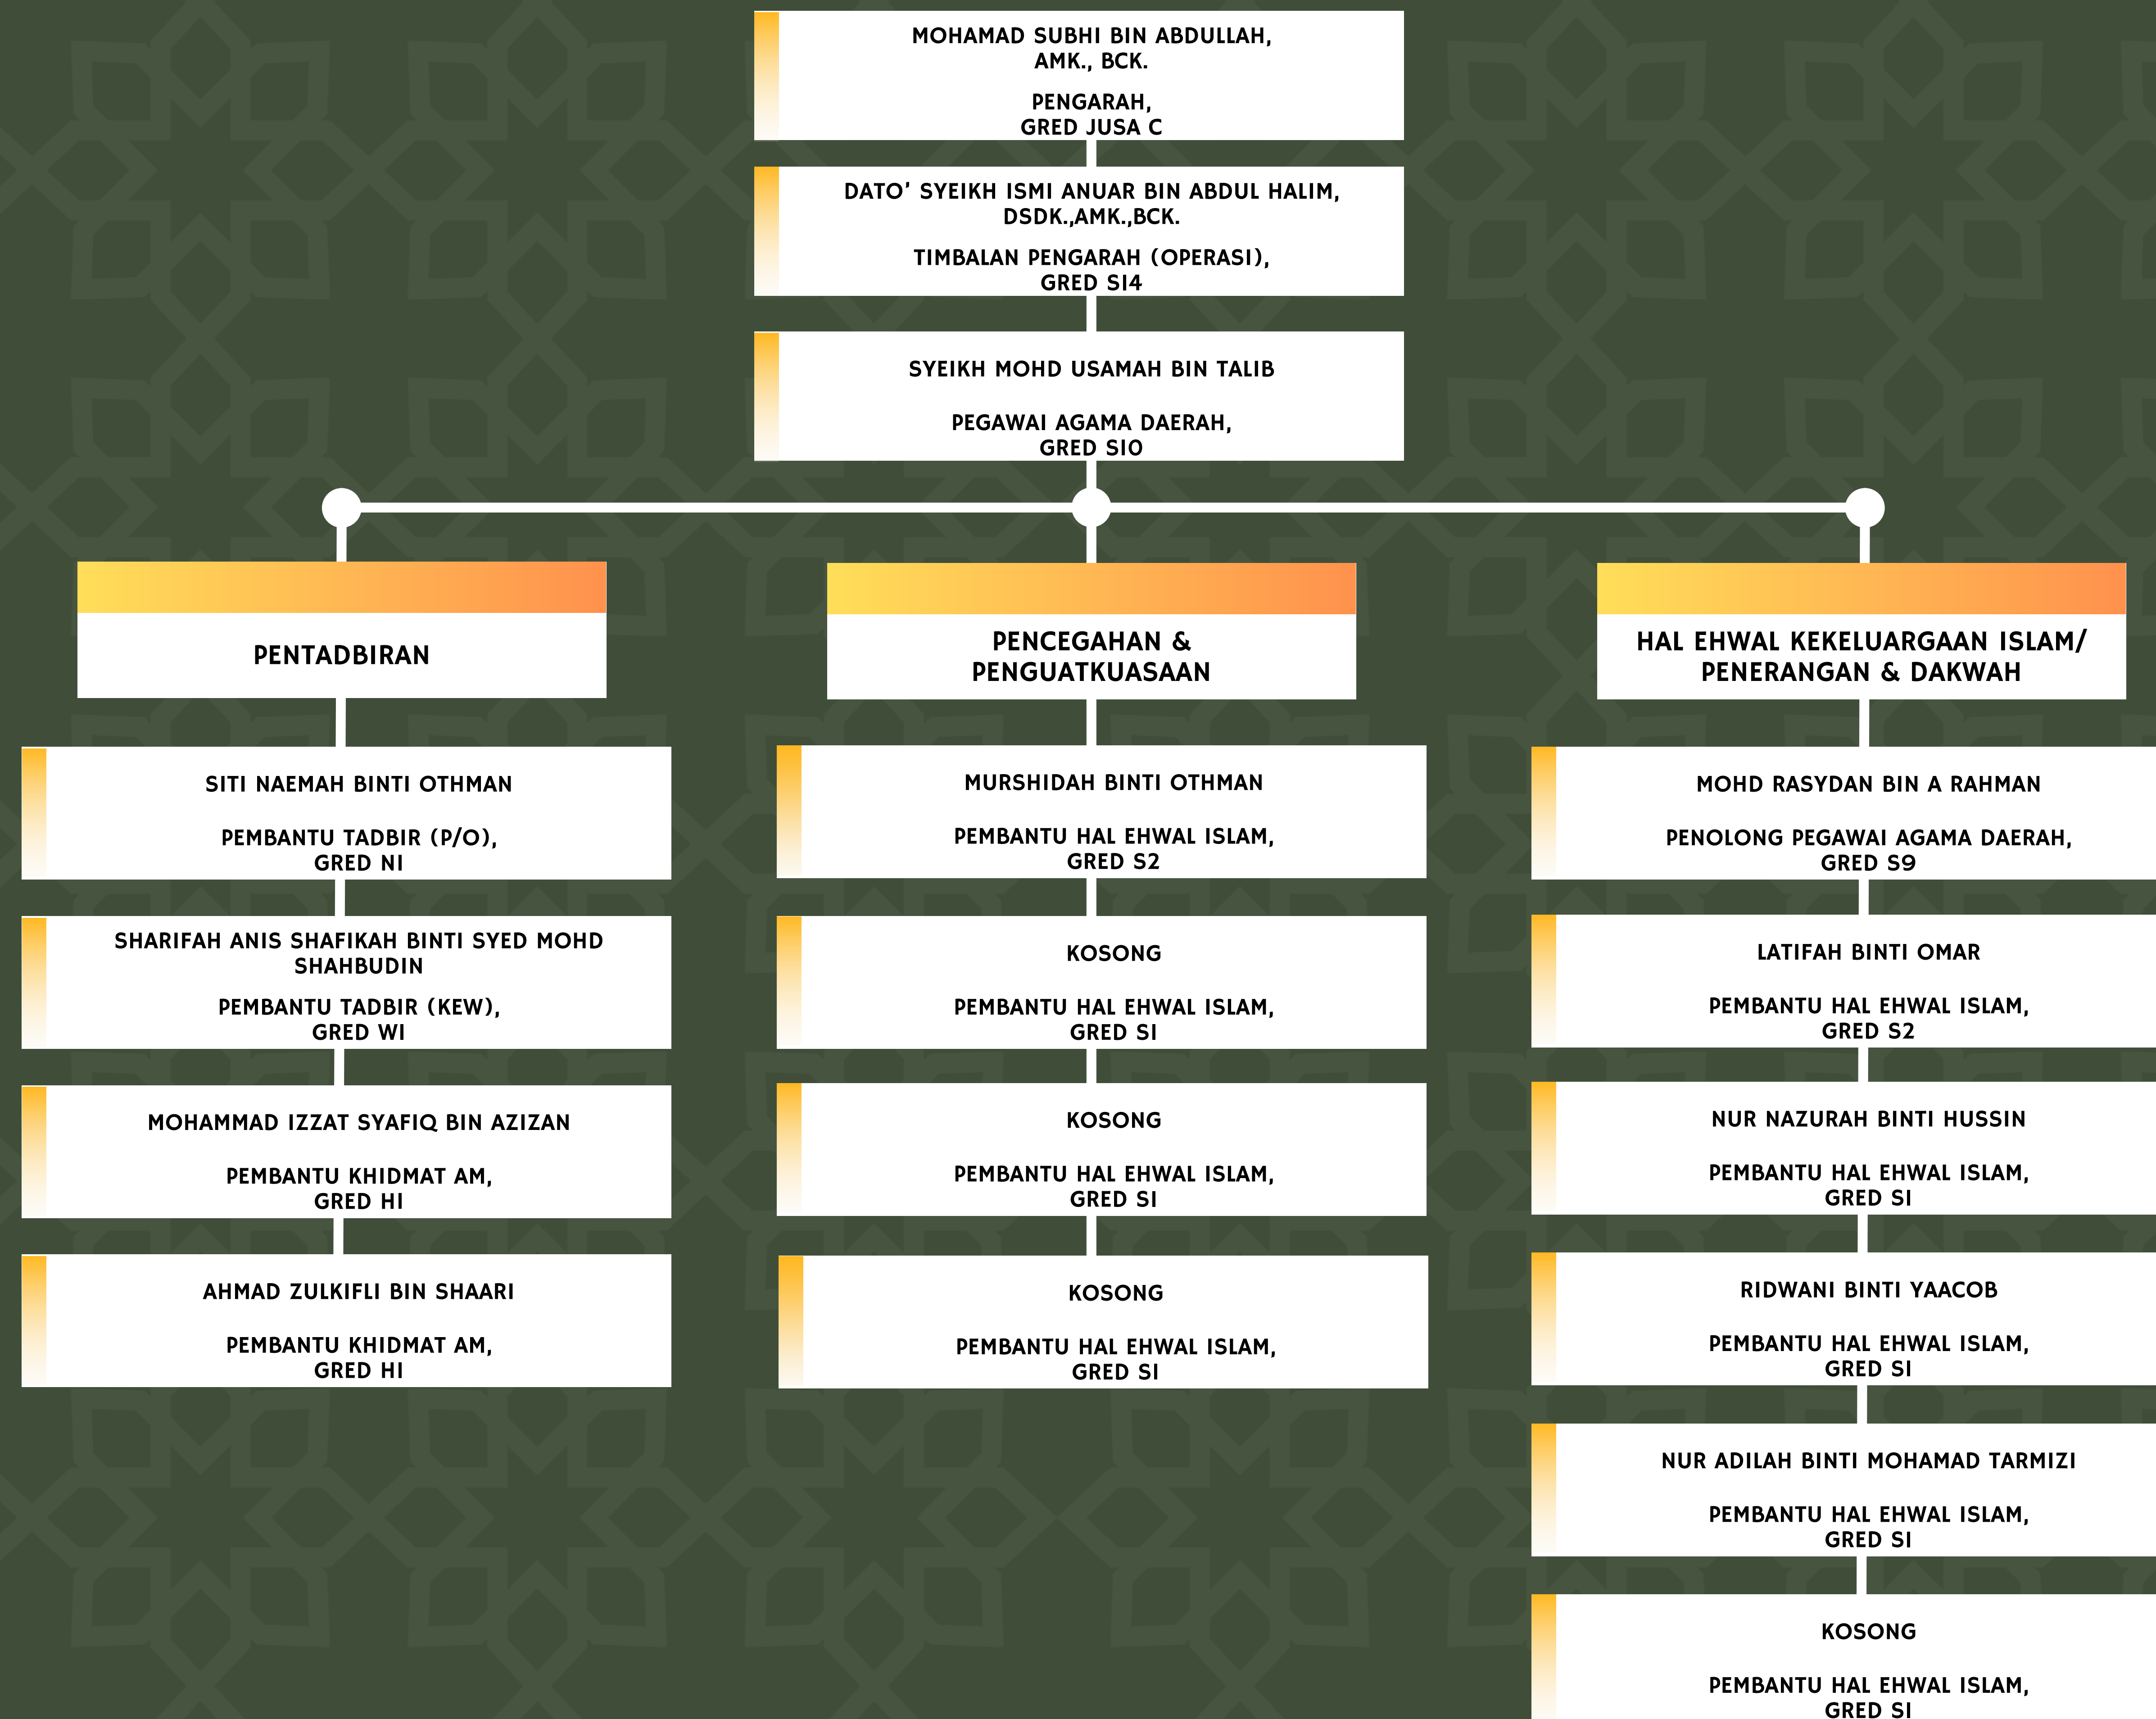 MOHAMAD SUBHI BIN ABDULLAH,
AMK., BCK.
PENGARAH,
GRED JUSA C
DATO' SYEIKH ISMI ANUAR BIN ABDUL HALIM,
DSDK.,AMK.,BCK.
TIMBALAN PENGARAH (OPERASI),
GRED S14
SYEIKH MOHD USAMAH BIN TALIB
PEGAWAI AGAMA DAERAH,
GRED S10
PENTADBIRAN
SITI NAEMAH BINTI OTHMAN
PEMBANTU TADBIR (P/O),
GRED N1
SHARIFAH ANIS SHAFIKAH BINTI SYED MOHD
SHAHBUDIN
PEMBANTU TADBIR (KEW),
GRED W1
MOHAMMAD IZZAT SYAFIQ BIN AZIZAN
PEMBANTU KHIDMAT AM,
GRED H1
AHMAD ZULKIFLI BIN SHAARI
PEMBANTU KHIDMAT AM,
GRED H1
PENCEGAHAN &
PENGUATKUASAAN
MURSHIDAH BINTI OTHMAN
PEMBANTU HAL EHWAL ISLAM,
GRED S2
KOSONG
PEMBANTU HAL EHWAL ISLAM,
GRED S1
KOSONG
PEMBANTU HAL EHWAL ISLAM,
GRED S1
KOSONG
PEMBANTU HAL EHWAL ISLAM,
GRED S1
HAL EHWAL KEKELUARGAAN ISLAM/
PENERANGAN & DAKWAH
MOHD RASYDAN BIN A RAHMAN
PENOLONG PEGAWAI AGAMA DAERAH,
GRED S9
LATIFAH BINTI OMAR
PEMBANTU HAL EHWAL ISLAM,
GRED S2
NUR NAZURAH BINTI HUSSIN
PEMBANTU HAL EHWAL ISLAM,
GRED S1
RIDWANI BINTI YAACOB
PEMBANTU HAL EHWAL ISLAM,
GRED S1
NUR ADILAH BINTI MOHAMAD TARMIZI
PEMBANTU HAL EHWAL ISLAM,
GRED S1
KOSONG
PEMBANTU HAL EHWAL ISLAM,
GRED S1